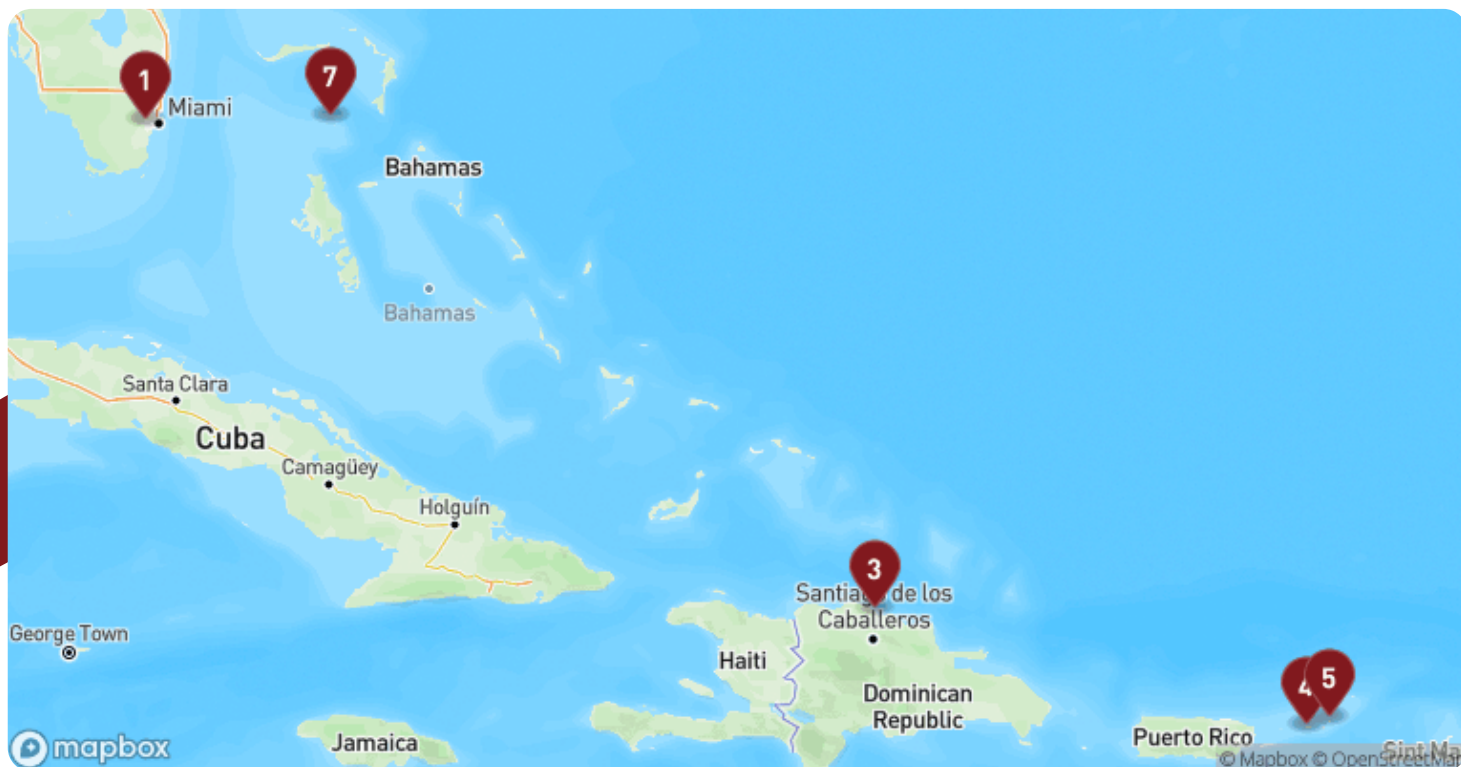 1
7
Miami
Bahamas
Bahamas
Santa Clara
Cuba
Camagüey
Holguín
3
Santiago de los
Caballeros
George Town
Haiti
4
5
Dominican
Republic
Jamaica
Puerto Rico
mapbox
© Mapbox © OpenStreetMap